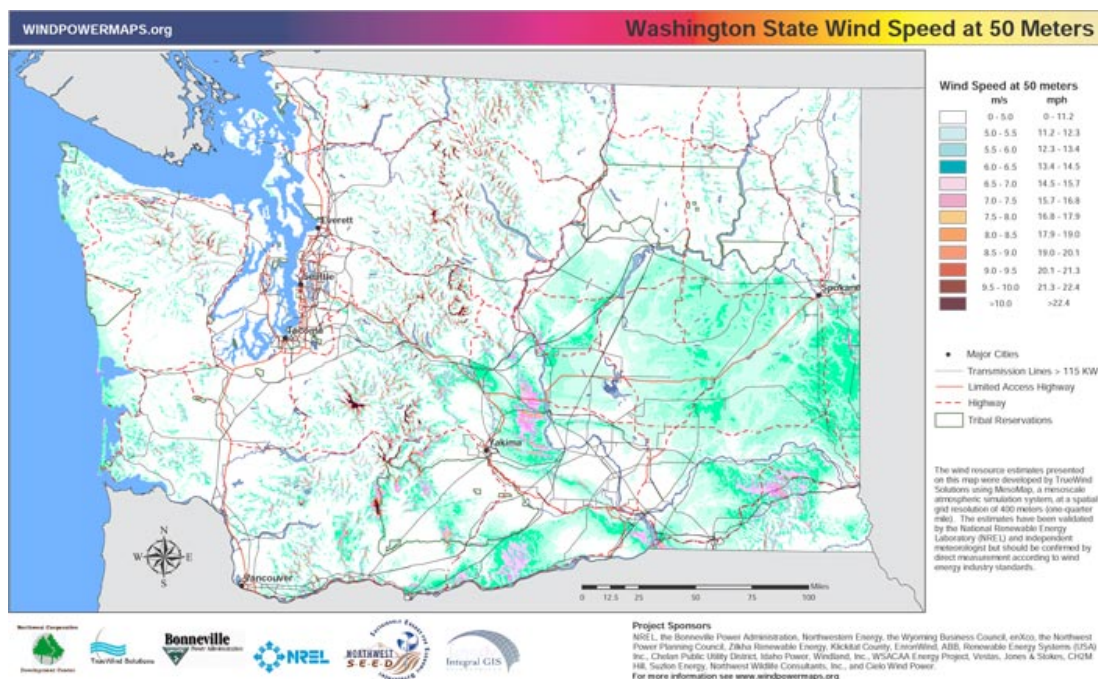 WINDPOWERMAPS.org
Washington State Wind Speed at 50 Meters
Wind Speed at 50 meters
m/s mph
0 - 5.0 0 - 11.2
5.0 - 5.5 11.2 - 12.3
5.5 - 6.0 12.3 - 13.4
6.0 - 6.5 13.4 - 14.5
6.5 - 7.0 14.5 - 15.7
7.0 - 7.5 15.7 - 16.8
7.5 - 8.0 16.8 - 17.9
8.0 - 8.5 17.9 - 19.0
8.5 - 9.0 19.0 - 20.1
9.0 - 9.5 20.1 - 21.3
9.5 - 10.0 21.3 - 22.4
>10.0 >22.4
Major Cities
Transmission Lines > 115 KW
Limited Access Highway
Highway
Tribal Reservations
Everett
Seattle
Tacoma
Spokane
Yakima
Vancouver
N
W E
S
Miles
0 12.5 25 50 75 100
The wind resource estimates presented
on this map were developed by TrueWind
Solutions using MesoMap, a mesoscale
atmospheric simulation system, at a spatial
grid resolution of 400 meters (one-quarter
mile). The estimates have been validated
by the National Renewable Energy
Laboratory (NREL) and independent
meteorologist but should be confirmed by
direct measurement according to wind
energy industry standards.
Northwest Cooperative
Development Center
TrueWind Solutions
Bonneville
Power Administration
NREL
NORTHWEST
S·E·E·D
Integral GIS
Project Sponsors
NREL, the Bonneville Power Administration, Northwestern Energy, the Wyoming Business Council, enXco, the Northwest
Power Planning Council, Zilkha Renewable Energy, Klickitat County, EnronWind, ABB, Renewable Energy Systems (USA)
Inc., Chelan Public Utility District, Idaho Power, Windland, Inc., WSACAA Energy Project, Vestas, Jones & Stokes, CH2M
Hill, Suzlon Energy, Northwest Wildlife Consultants, Inc., and Cielo Wind Power.
For more information see www.windpowermaps.org